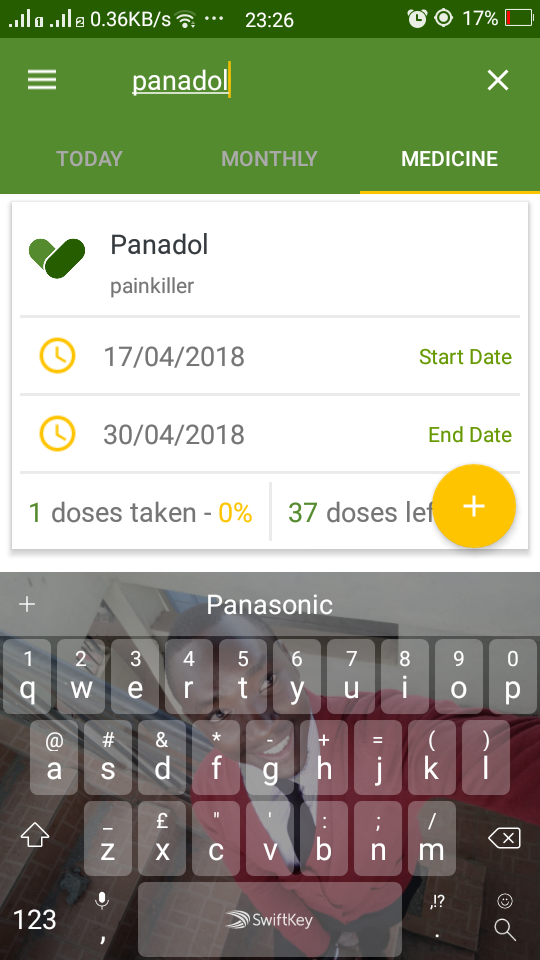 0.36KB/s ... 23:26 17%
panadol
TODAY MONTHLY MEDICINE
Panadol
painkiller
17/04/2018 Start Date
30/04/2018 End Date
1 doses taken - 0% 37 doses lef
+
+ Panasonic
1 2 3 4 5 6 7 8 9 0
q w e r t y u i o p
@ # & * - + = ( )
a s d f g h j k l
_ £ " ' : ; /
z x c v b n m
123 , SwiftKey ,!? .